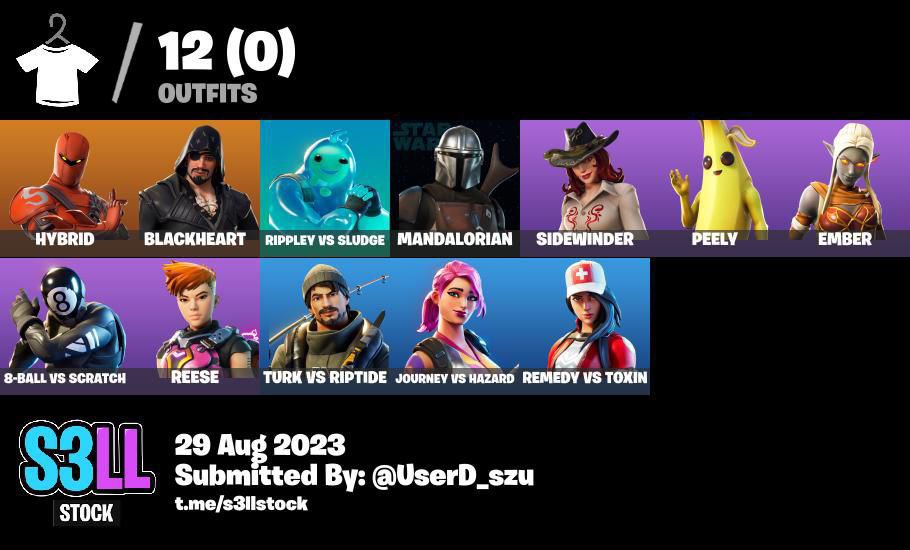 12 (0)
OUTFITS
STAR
WARS
HYBRID
BLACKHEART
RIPPLEY VS SLUDGE
MANDALORIAN
SIDEWINDER
PEELY
EMBER
8
8-BALL VS SCRATCH
REESE
TURK VS RIPTIDE
JOURNEY VS HAZARD
REMEDY VS TOXIN
S3LL
STOCK
29 Aug 2023
Submitted By: @UserD_szu
t.me/s3llstock